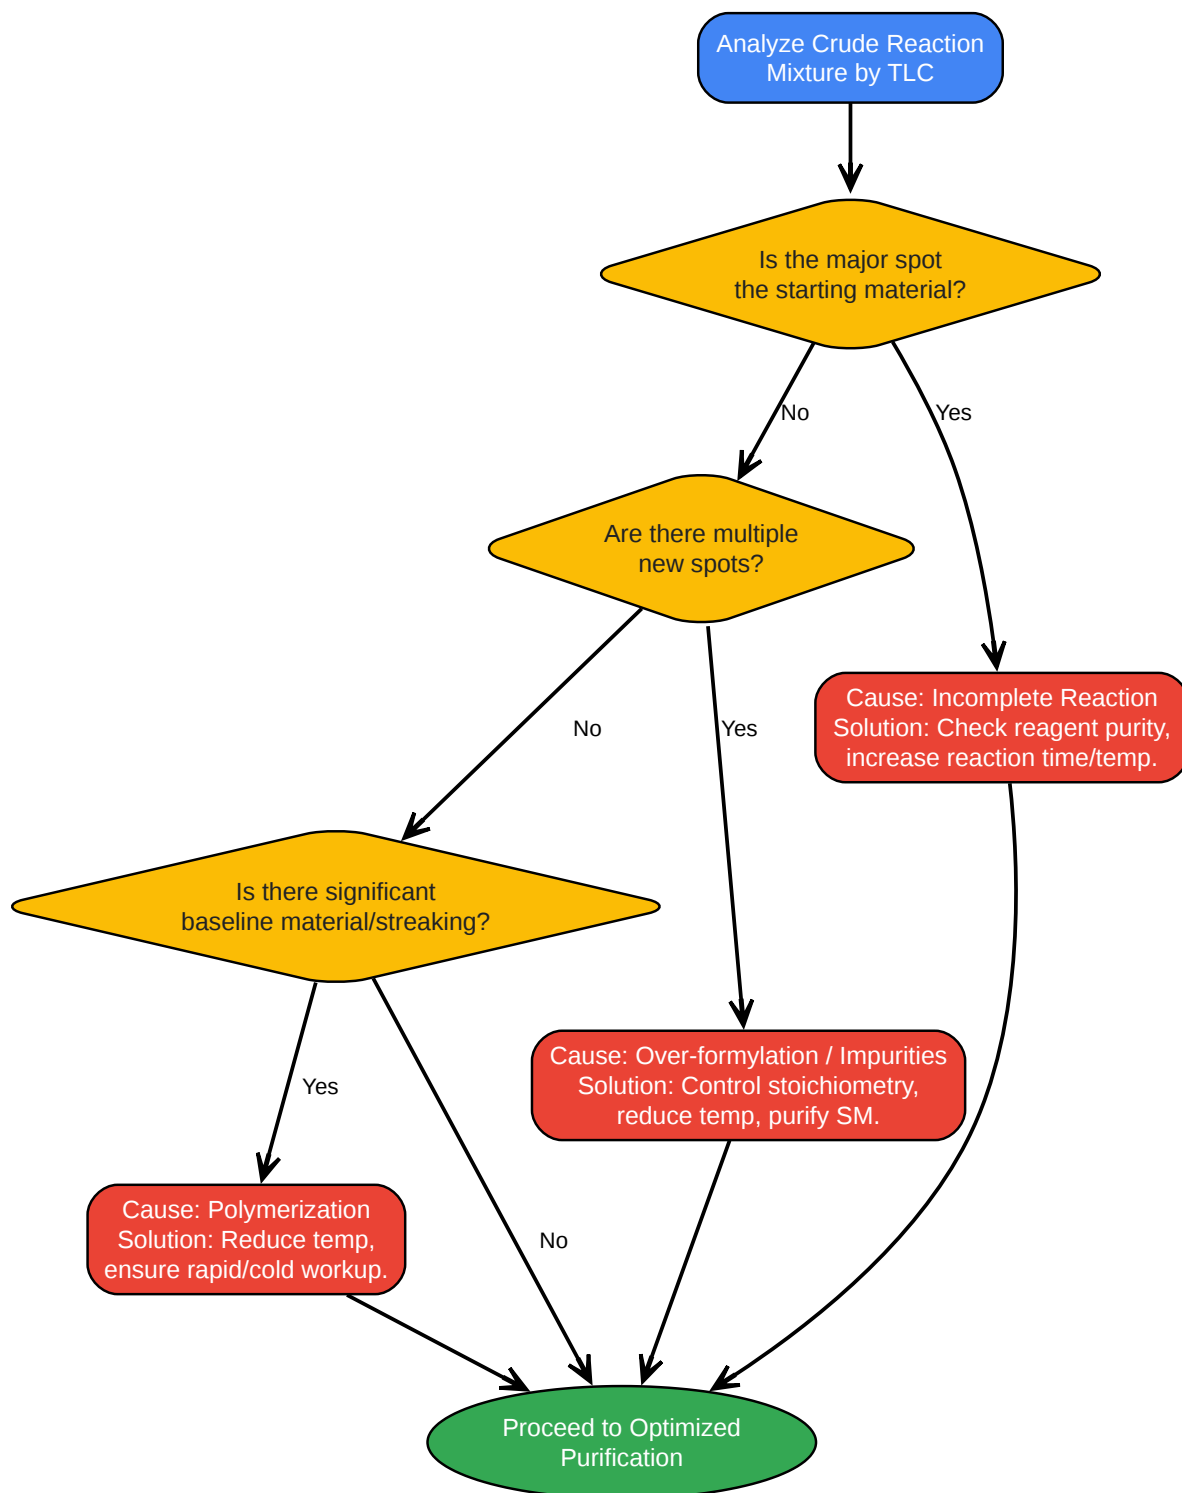 Analyze Crude Reaction
Mixture by TLC
Is the major spot
the starting material?
No
Yes
Are there multiple
new spots?
Cause: Incomplete Reaction
Solution: Check reagent purity,
increase reaction time/temp.
No
Yes
Is there significant
baseline material/streaking?
Cause: Over-formylation / Impurities
Solution: Control stoichiometry,
reduce temp, purify SM.
Yes
Cause: Polymerization
Solution: Reduce temp,
ensure rapid/cold workup.
No
Proceed to Optimized
Purification